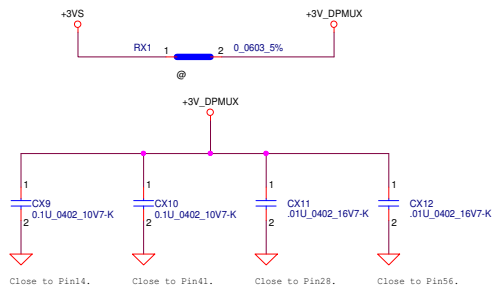 +3VS
+3V_DPMUX
RX1
1
2
0_0603_5%
@
+3V_DPMUX
1
1
1
1
CX9
0.1U_0402_10V7-K
CX10
0.1U_0402_10V7-K
CX11
.01U_0402_16V7-K
CX12
.01U_0402_16V7-K
2
2
2
2
Close to Pin14.
Close to Pin41.
Close to Pin28.
Close to Pin56.